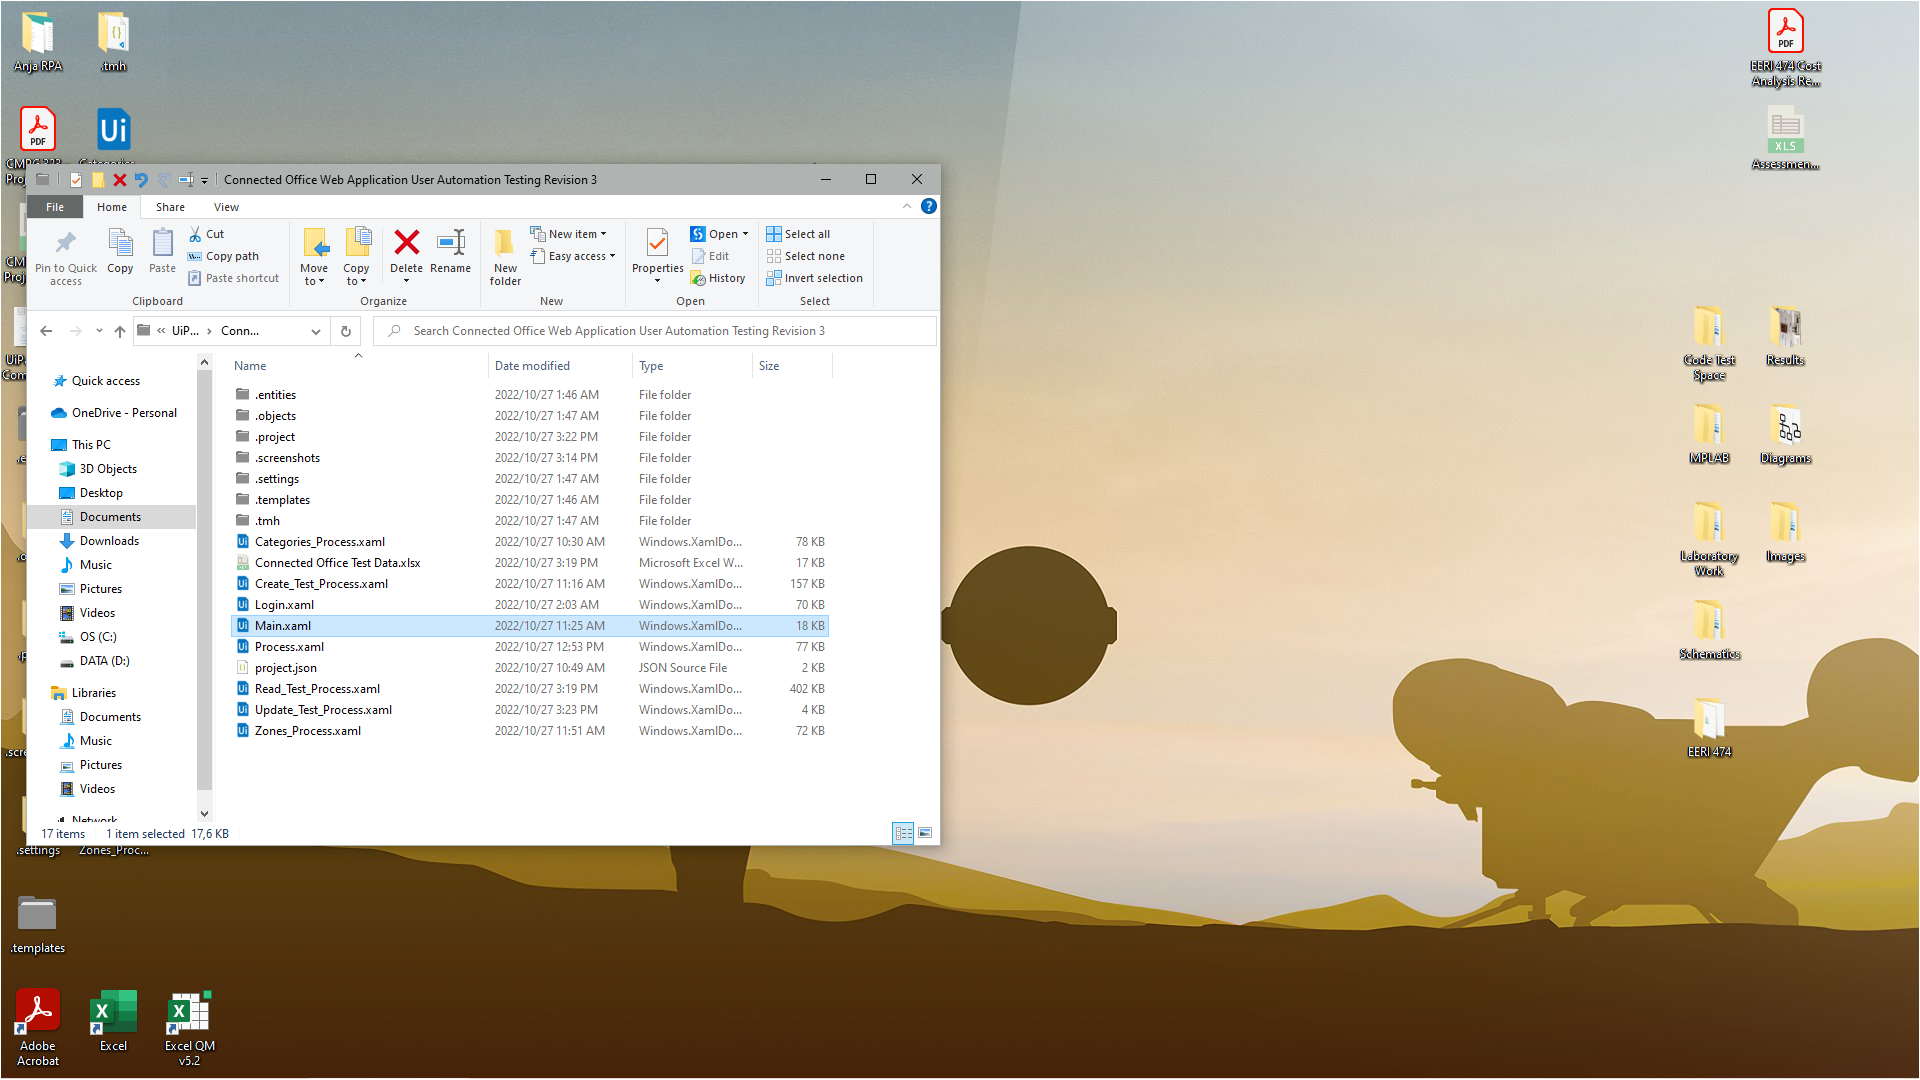 Anja RPA
.tmh
PDF
Ui
Connected Office Web Application User Automation Testing Revision 3
File
Home
Share
View
Pin to Quick access
Copy
Paste
Cut
Copy path
Paste shortcut
Clipboard
Move to
Copy to
Delete
Rename
Organize
New folder
New item
Easy access
New
Properties
Open
Edit
History
Open
Select all
Select none
Invert selection
Select
« UiP... › Conn...
Search Connected Office Web Application User Automation Testing Revision 3
Quick access
OneDrive - Personal
This PC
3D Objects
Desktop
Documents
Downloads
Music
Pictures
Videos
OS (C:)
DATA (D:)
Libraries
Documents
Music
Pictures
Videos
Network
Name Date modified Type Size
.entities 2022/10/27 1:46 AM File folder
.objects 2022/10/27 1:47 AM File folder
.project 2022/10/27 3:22 PM File folder
.screenshots 2022/10/27 3:14 PM File folder
.settings 2022/10/27 1:47 AM File folder
.templates 2022/10/27 1:46 AM File folder
.tmh 2022/10/27 1:47 AM File folder
Categories_Process.xaml 2022/10/27 10:30 AM Windows.XamlDo... 78 KB
Connected Office Test Data.xlsx 2022/10/27 3:19 PM Microsoft Excel W... 17 KB
Create_Test_Process.xaml 2022/10/27 11:16 AM Windows.XamlDo... 157 KB
Login.xaml 2022/10/27 2:03 AM Windows.XamlDo... 70 KB
Main.xaml 2022/10/27 11:25 AM Windows.XamlDo... 18 KB
Process.xaml 2022/10/27 12:53 PM Windows.XamlDo... 77 KB
project.json 2022/10/27 10:49 AM JSON Source File 2 KB
Read_Test_Process.xaml 2022/10/27 3:19 PM Windows.XamlDo... 402 KB
Update_Test_Process.xaml 2022/10/27 3:23 PM Windows.XamlDo... 4 KB
Zones_Process.xaml 2022/10/27 11:51 AM Windows.XamlDo... 72 KB
17 items 1 item selected 17,6 KB
.settings
Zones_Proc...
.templates
Adobe
Acrobat
Excel
Excel QM
v5.2
PDF
EERI 474 Cost
Analysis Re...
XLS
Assessmen...
Code Test
Space
Results
MPLAB
Diagrams
Laboratory
Work
Images
Schematics
EERI 474